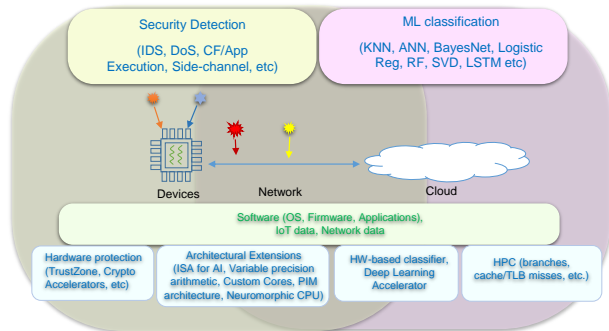 Security Detection
(IDS, DoS, CF/App
Execution, Side-channel, etc)
ML classification
(KNN, ANN, BayesNet, Logistic
Reg, RF, SVD, LSTM etc)
Devices
Network
Cloud
Software (OS, Firmware, Applications),
IoT data, Network data
Hardware protection
(TrustZone, Crypto
Accelerators, etc)
Architectural Extensions
(ISA for AI, Variable precision
arithmetic, Custom Cores, PIM
architecture, Neuromorphic CPU)
HW-based classifier,
Deep Learning
Accelerator
HPC (branches,
cache/TLB misses, etc.)